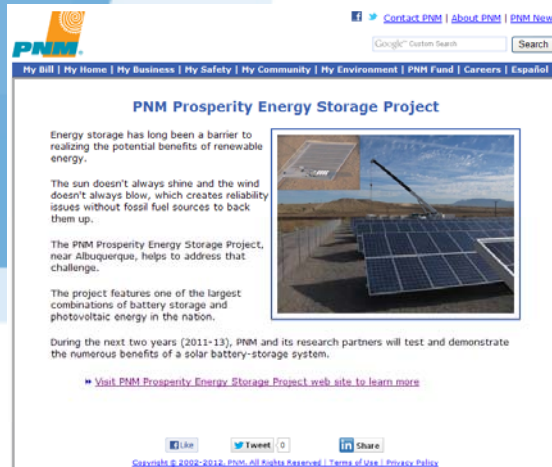 Contact PNM | About PNM | PNM New
PNM
Google™ Custom Search
Search
My Bill | My Home | My Business | My Safety | My Community | My Environment | PNM Fund | Careers | Español
PNM Prosperity Energy Storage Project
Energy storage has long been a barrier to
realizing the potential benefits of renewable
energy.
The sun doesn't always shine and the wind
doesn't always blow, which creates reliability
issues without fossil fuel sources to back
them up.
The PNM Prosperity Energy Storage Project,
near Albuquerque, helps to address that
challenge.
The project features one of the largest
combinations of battery storage and
photovoltaic energy in the nation.
During the next two years (2011-13), PNM and its research partners will test and demonstrate
the numerous benefits of a solar battery-storage system.
Visit PNM Prosperity Energy Storage Project web site to learn more
Like
Tweet 0
Share
Copyright © 2002-2012. PNM. All Rights Reserved | Terms of Use | Privacy Policy